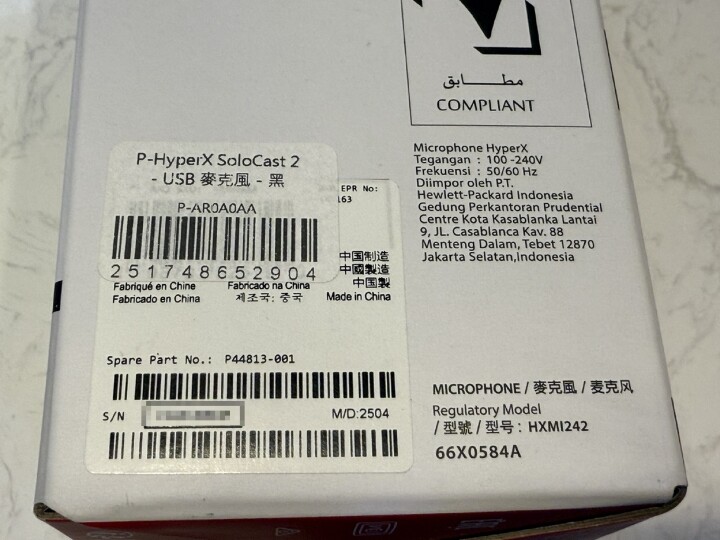 مطابق
COMPLIANT
Microphone HyperX
Tegangan : 100 -240V
Frekuensi : 50/60 Hz
Diimpor oleh P.T.
Hewlett-Packard Indonesia
Gedung Perkantoran Prudential
Centre Kota Kasablanka Lantai
9, JL. Casablanca Kav. 88
Menteng Dalam, Tebet 12870
Jakarta Selatan,Indonesia
P-HyperX SoloCast 2
- USB 麥克風 - 黑
P-AR0A0AA
251748652904
EPR No:
163
中国制造
中國製造
中国製
Fabriqué en Chine
Fabricado na China
Fabricado en China
제조국: 중국
Made in China
Spare Part No.: P44813-001
S/N
M/D:2504
MICROPHONE / 麥克風 / 麦克风
Regulatory Model
/ 型號 / 型号 : HXMI242
66X0584A